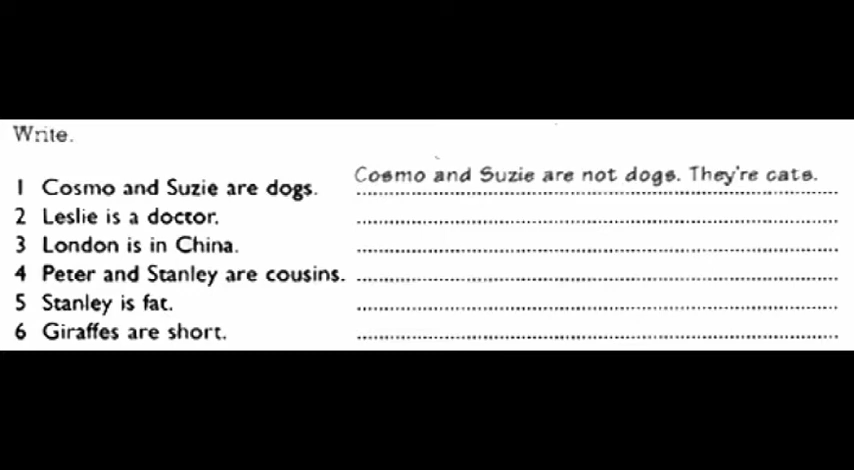 Write.
1 Cosmo and Suzie are dogs. Cosmo and Suzie are not dogs. They're cats.
2 Leslie is a doctor.
3 London is in China.
4 Peter and Stanley are cousins.
5 Stanley is fat.
6 Giraffes are short.